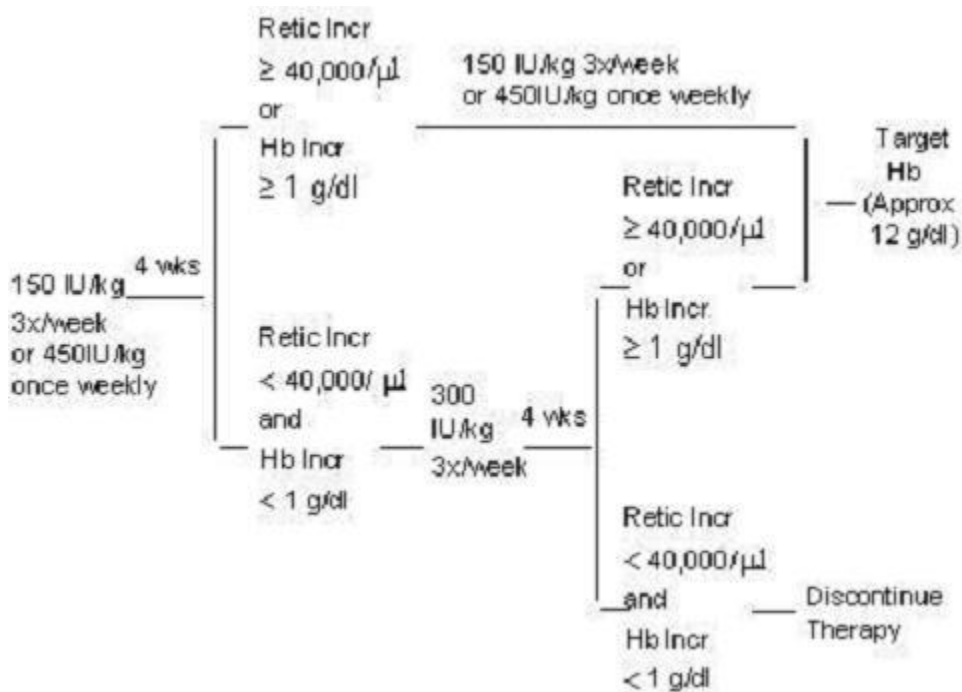 150 IU/kg
3x/week
or 450IU/kg
once weekly
4 wks
Retic Incr
≥ 40,000/µl
or
Hb Incr
≥ 1 g/dl
150 IU/kg 3x/week
or 450IU/kg once weekly
Retic Incr
< 40,000/ µl
and
Hb Incr
< 1 g/dl
300
IU/kg
3x/week
4 wks
Retic Incr
≥ 40,000/µl
or
Hb Incr.
≥ 1 g/dl
Target
Hb
(Approx
12 g/dl)
Retic Incr
< 40,000/µl
and
Hb Incr
< 1 g/dl
Discontinue
Therapy